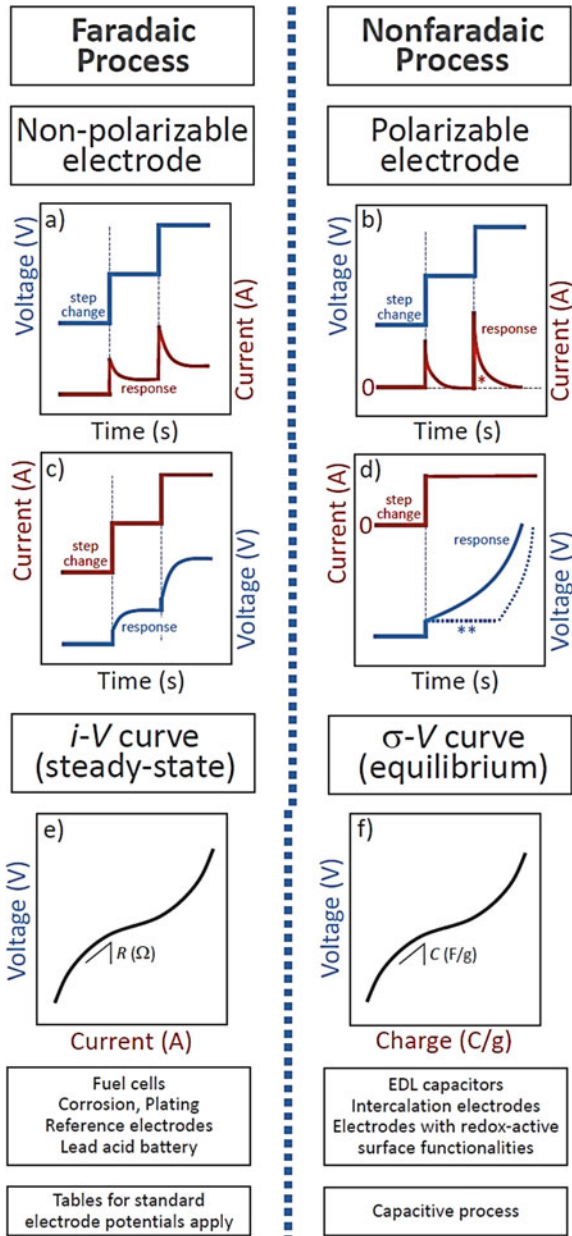 Faradaic
Process
Non-polarizable
electrode
a)
Voltage (V)
Current (A)
step
change
response
Time (s)
c)
Current (A)
Voltage (V)
step
change
response
Time (s)
i-V curve
(steady-state)
e)
Voltage (V)
R (Ω)
Current (A)
Fuel cells
Corrosion, Plating
Reference electrodes
Lead acid battery
Tables for standard
electrode potentials apply
Nonfaradaic
Process
Polarizable
electrode
b)
Voltage (V)
Current (A)
step
change
response
0
*
Time (s)
d)
Current (A)
Voltage (V)
0
step
change
response
**
Time (s)
σ-V curve
(equilibrium)
f)
Voltage (V)
C (F/g)
Charge (C/g)
EDL capacitors
Intercalation electrodes
Electrodes with redox-active
surface functionalities
Capacitive process